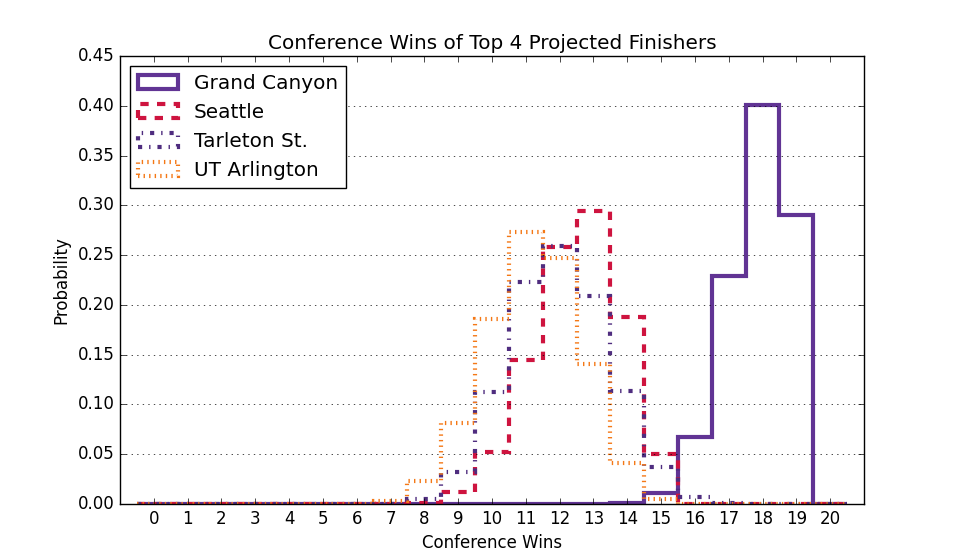 Conference Wins of Top 4 Projected Finishers
0.45
0.40
0.35
0.30
0.25
0.20
0.15
0.10
0.05
0.00
Probability
Grand Canyon
Seattle
Tarleton St.
UT Arlington
0 1 2 3 4 5 6 7 8 9 10 11 12 13 14 15 16 17 18 19 20
Conference Wins